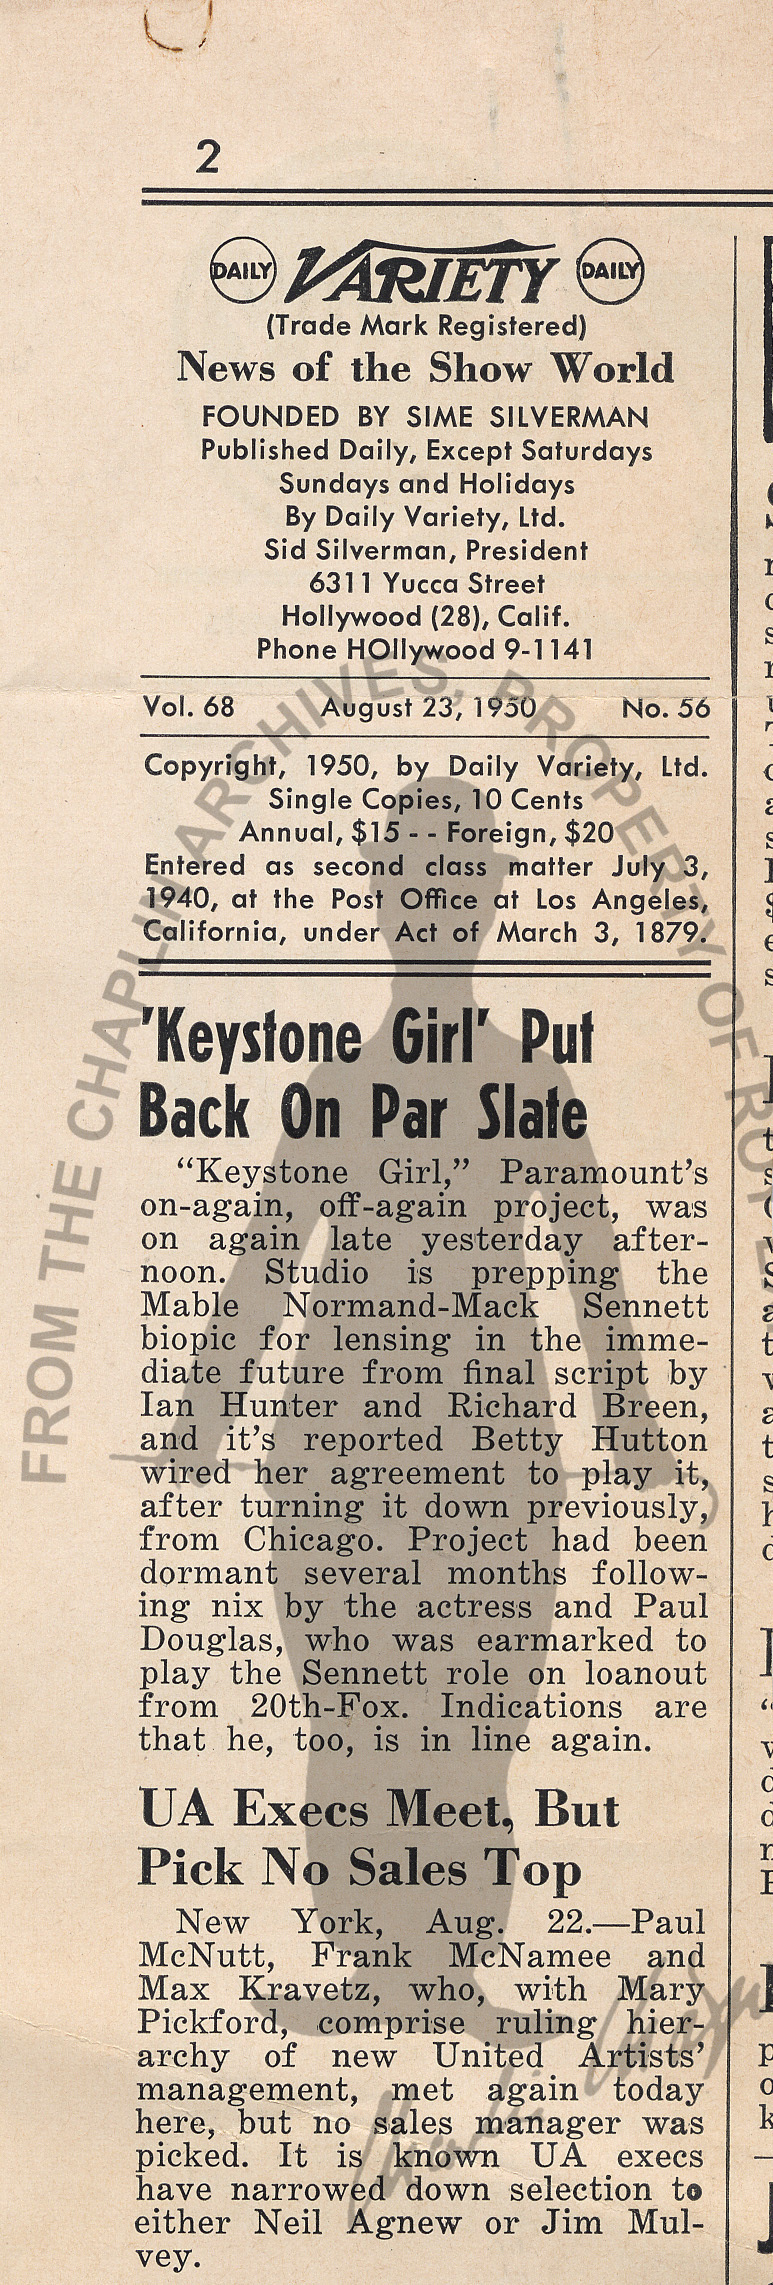 2
DAILY VARIETY DAILY
(Trade Mark Registered)
News of the Show World
FOUNDED BY SIME SILVERMAN
Published Daily, Except Saturdays
Sundays and Holidays
By Daily Variety, Ltd.
Sid Silverman, President
6311 Yucca Street
Hollywood (28), Calif.
Phone HOllywood 9-1141
Vol. 68 August 23, 1950 No. 56
Copyright, 1950, by Daily Variety, Ltd.
Single Copies, 10 Cents
Annual, $15 - - Foreign, $20
Entered as second class matter July 3,
1940, at the Post Office at Los Angeles,
California, under Act of March 3, 1879.
'Keystone Girl' Put
Back On Par Slate
“Keystone Girl,” Paramount's
on-again, off-again project, was
on again late yesterday after-
noon. Studio is prepping the
Mable Normand-Mack Sennett
biopic for lensing in the imme-
diate future from final script by
Ian Hunter and Richard Breen,
and it's reported Betty Hutton
wired her agreement to play it,
after turning it down previously,
from Chicago. Project had been
dormant several months follow-
ing nix by the actress and Paul
Douglas, who was earmarked to
play the Sennett role on loanout
from 20th-Fox. Indications are
that he, too, is in line again.
UA Execs Meet, But
Pick No Sales Top
New York, Aug. 22.—Paul
McNutt, Frank McNamee and
Max Kravetz, who, with Mary
Pickford, comprise ruling hier-
archy of new United Artists'
management, met again today
here, but no sales manager was
picked. It is known UA execs
have narrowed down selection to
either Neil Agnew or Jim Mul-
vey.
FROM THE CHAPLIN ARCHIVES, PROPERTY OF ROY